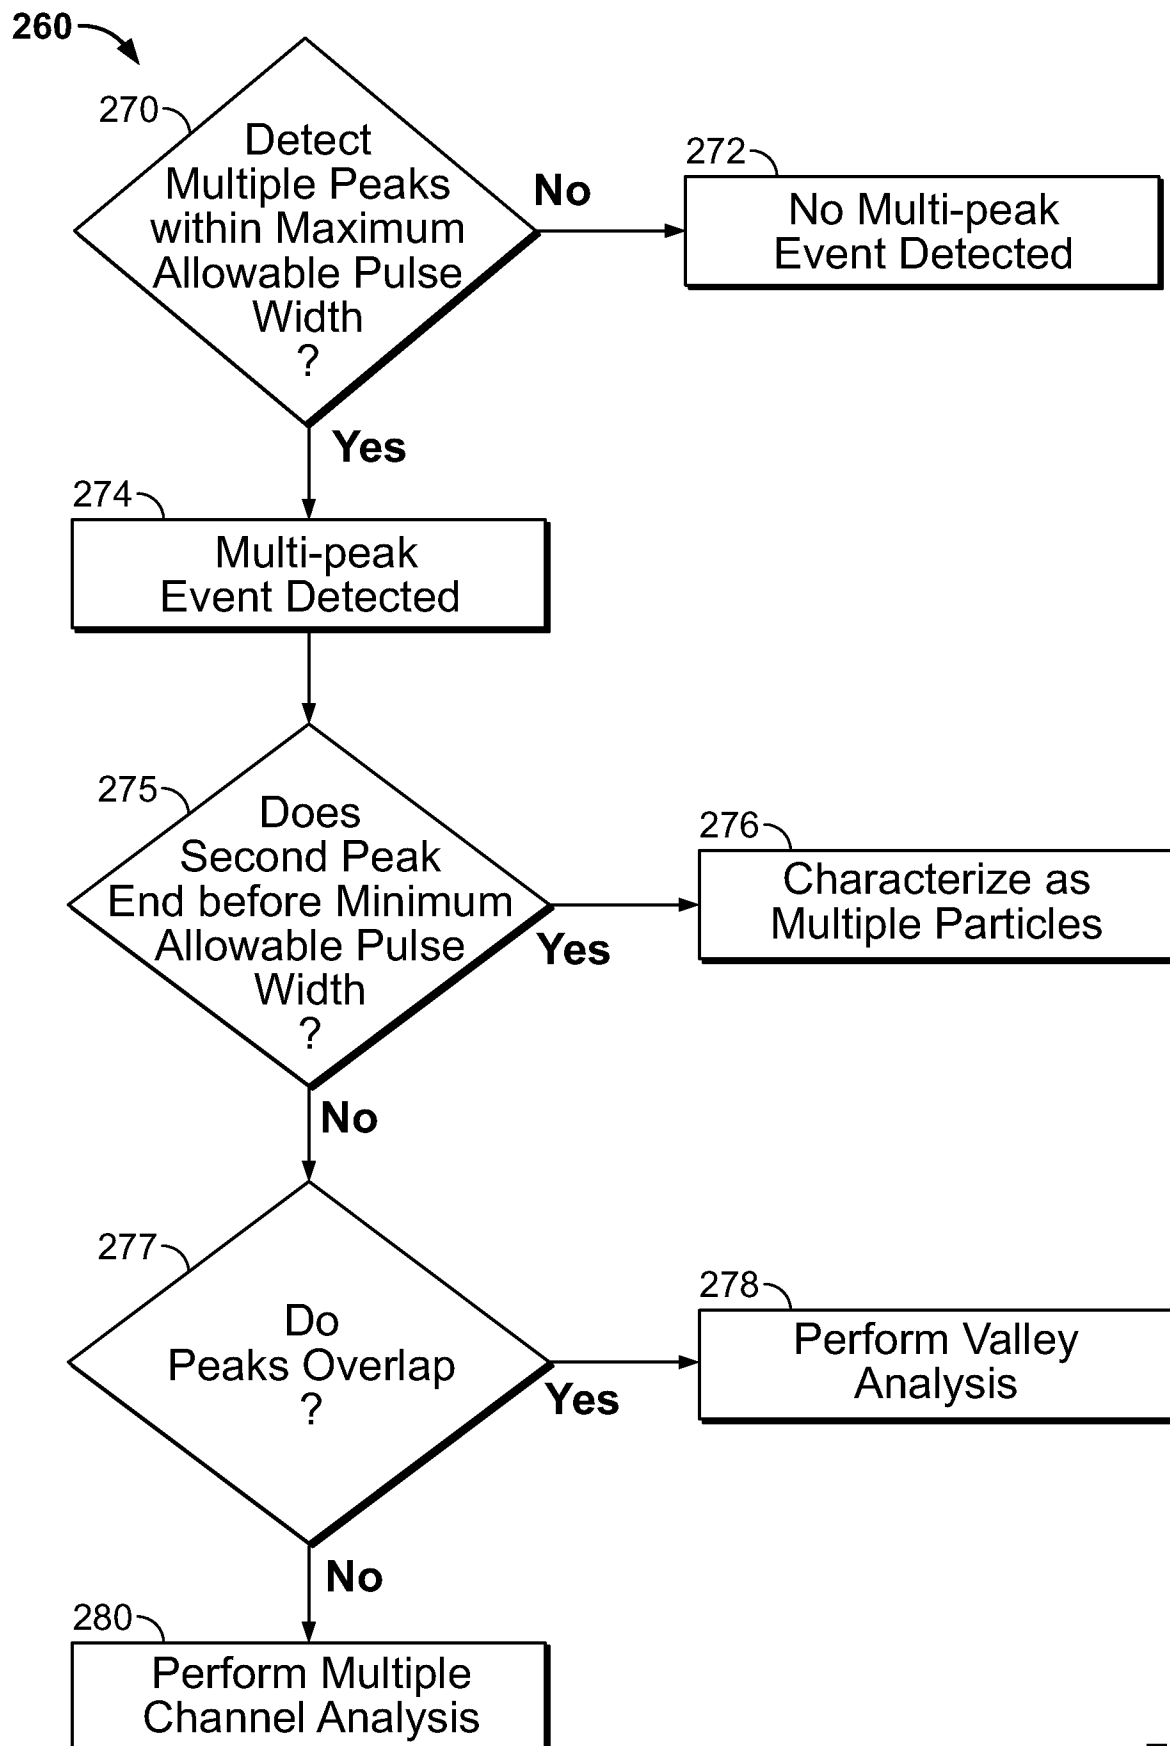 260
270
Detect
Multiple Peaks
within Maximum
Allowable Pulse
Width
?
No
272
No Multi-peak
Event Detected
Yes
274
Multi-peak
Event Detected
275
Does
Second Peak
End before Minimum
Allowable Pulse
Width
?
Yes
276
Characterize as
Multiple Particles
No
277
Do
Peaks Overlap
?
Yes
278
Perform Valley
Analysis
No
280
Perform Multiple
Channel Analysis